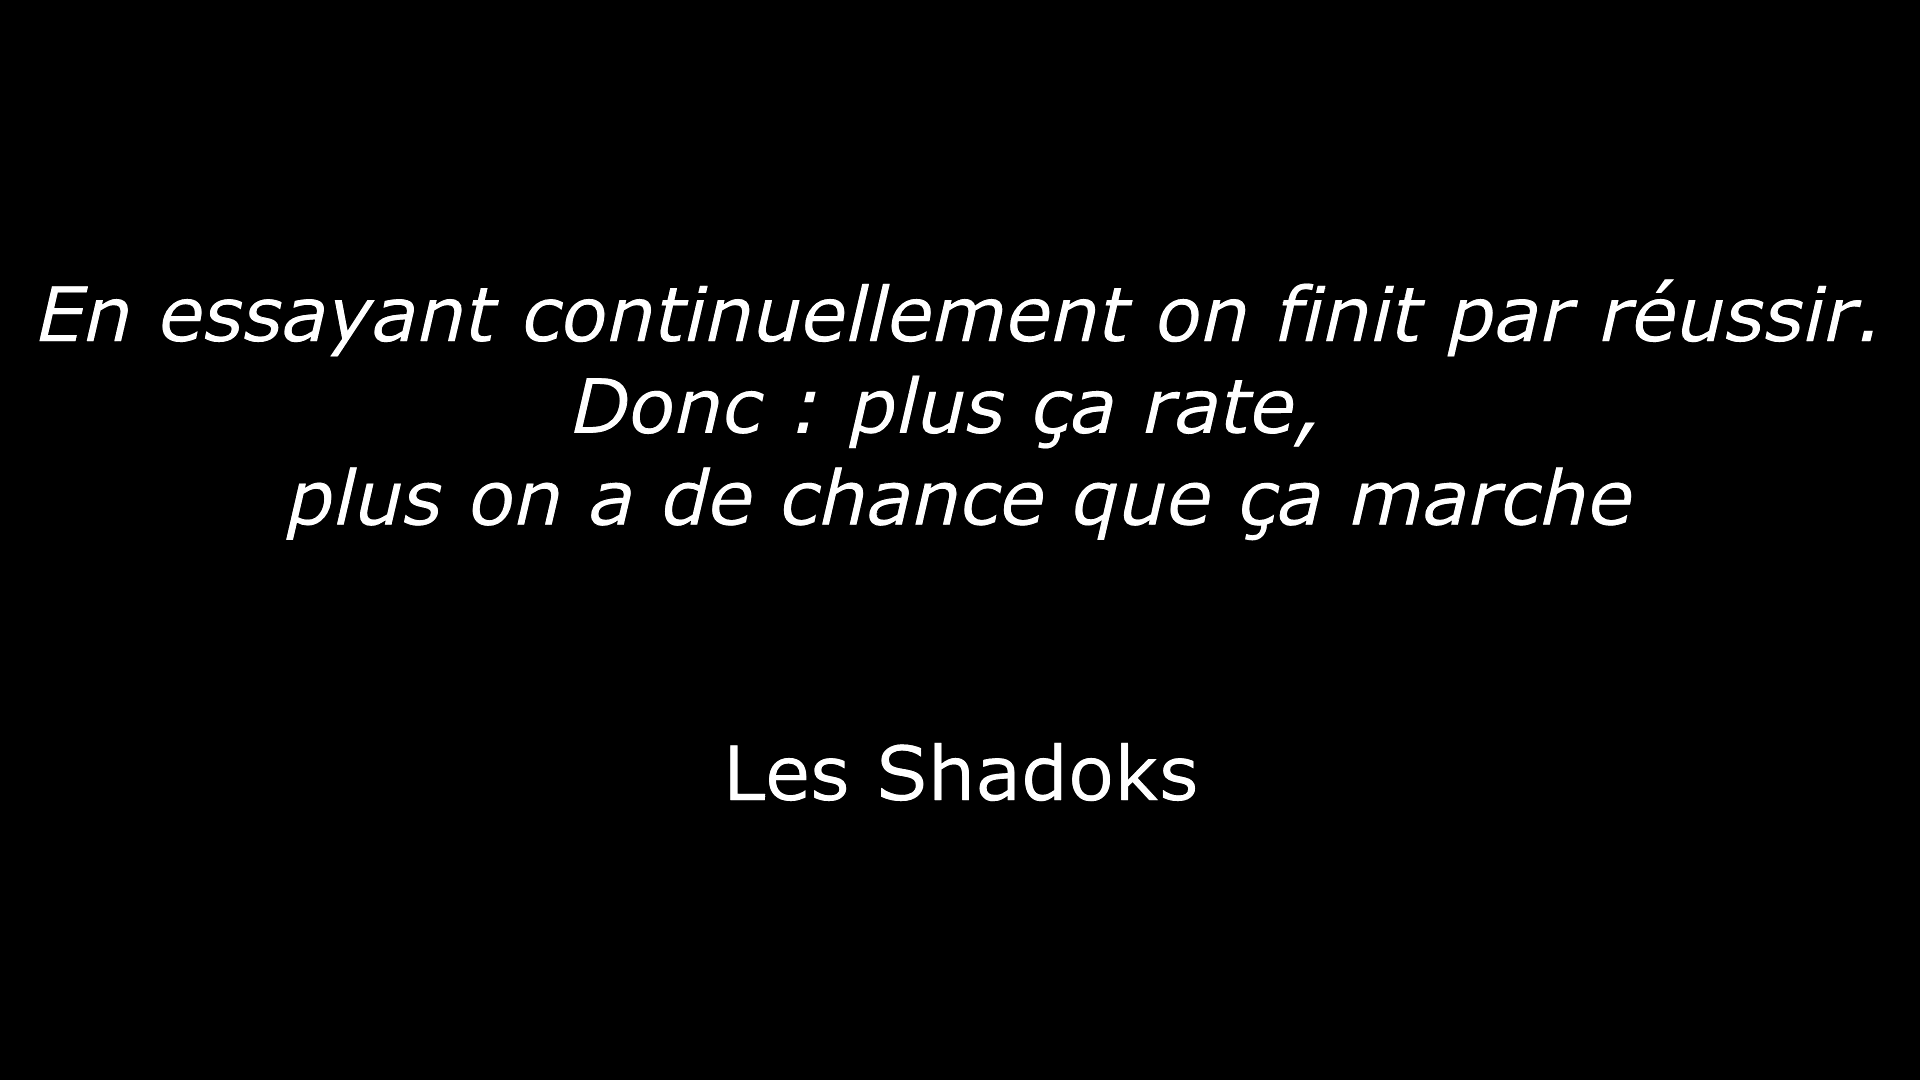 En essayant continuellement on finit par réussir.
Donc : plus ça rate,
plus on a de chance que ça marche
Les Shadoks